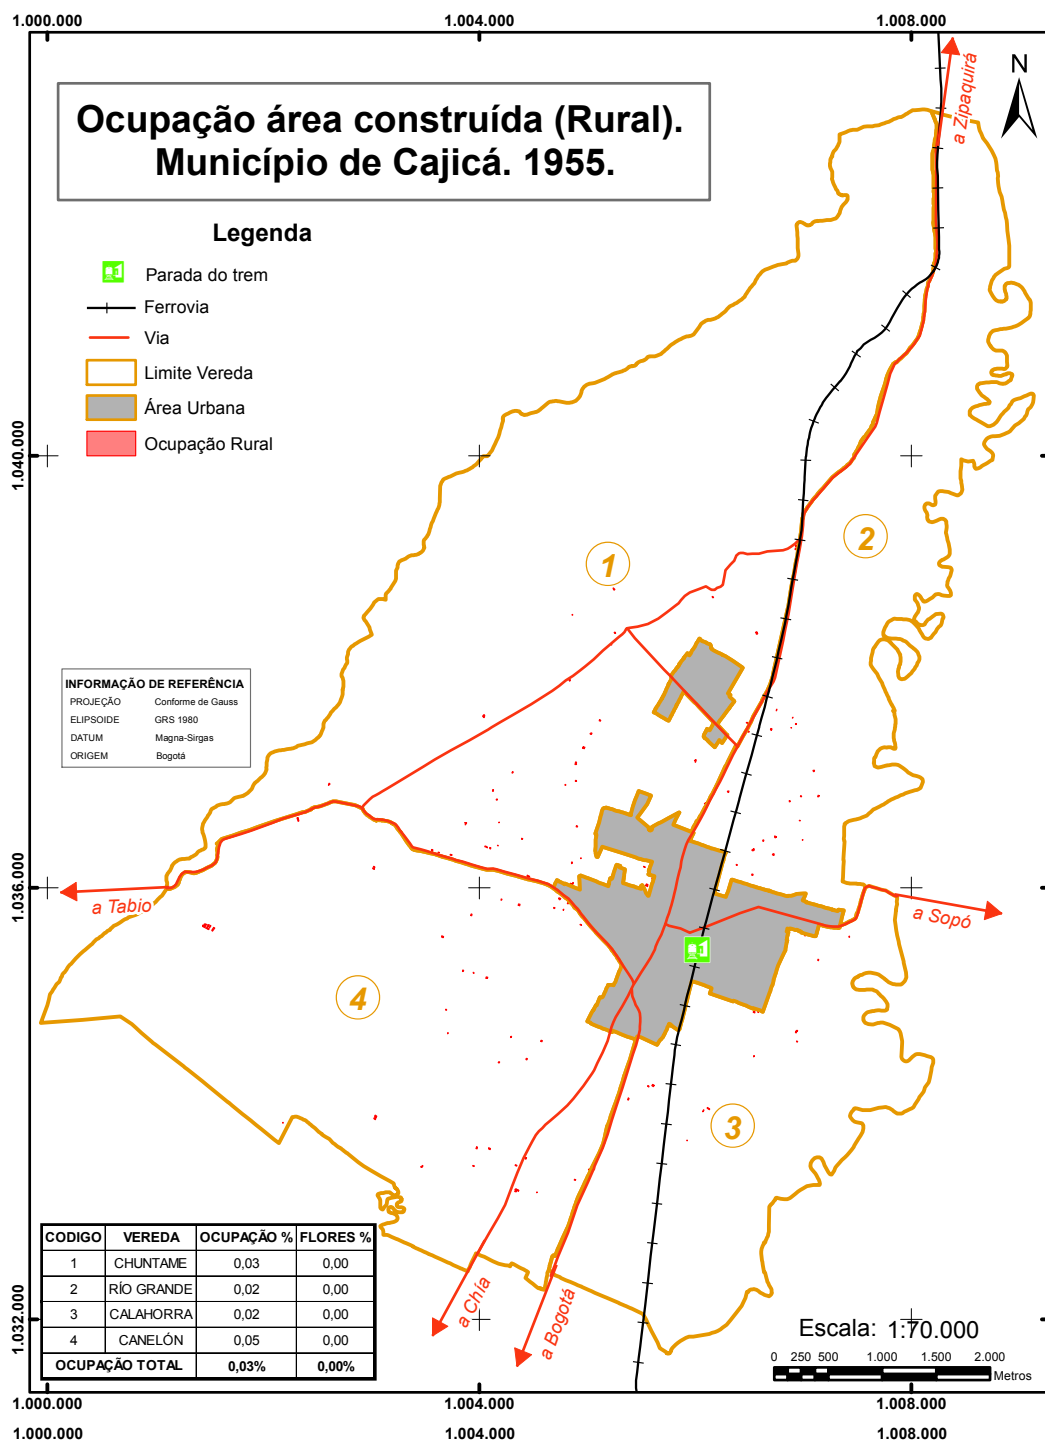 1.000.000 1.004.000 1.008.000
Ocupação área construída (Rural).
Município de Cajicá. 1955.
N
a Zipaquirá
Legenda
Parada do trem
Ferrovia
Via
Limite Vereda
Área Urbana
Ocupação Rural
1.040.000
2
1
INFORMAÇÃO DE REFERÊNCIA
PROJEÇÃO Conforme de Gauss
ELIPSOIDE GRS 1980
DATUM Magna-Sirgas
ORIGEM Bogotá
1.036.000
a Tabio
a Sopó
4
3
CODIGO VEREDA OCUPAÇÃO % FLORES %
1 CHUNTAME 0,03 0,00
2 RÍO GRANDE 0,02 0,00
3 CALAHORRA 0,02 0,00
4 CANELÓN 0,05 0,00
OCUPAÇÃO TOTAL 0,03% 0,00%
a Chía
a Bogotá
1.032.000
Escala: 1:70.000
0 250 500 1.000 1.500 2.000
Metros
1.000.000 1.004.000 1.008.000
1.000.000 1.004.000 1.008.000